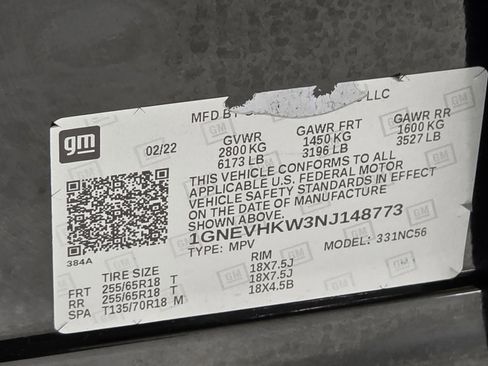 MFD BY LLC
gm
02/22
GVWR GAWR FRT GAWR RR
2800 KG 1450 KG 1600 KG
6173 LB 3196 LB 3527 LB
THIS VEHICLE CONFORMS TO ALL
APPLICABLE U.S. FEDERAL MOTOR
VEHICLE SAFETY STANDARDS IN EFFECT
ON THE DATE OF MANUFACTURE
SHOWN ABOVE.
1GNEVHKW3NJ148773
TYPE: MPV MODEL: 331NC56
384A
TIRE SIZE RIM
FRT 255/65R18 T 18X7.5J
RR 255/65R18 T 18X7.5J
SPA T135/70R18 M 18X4.5B